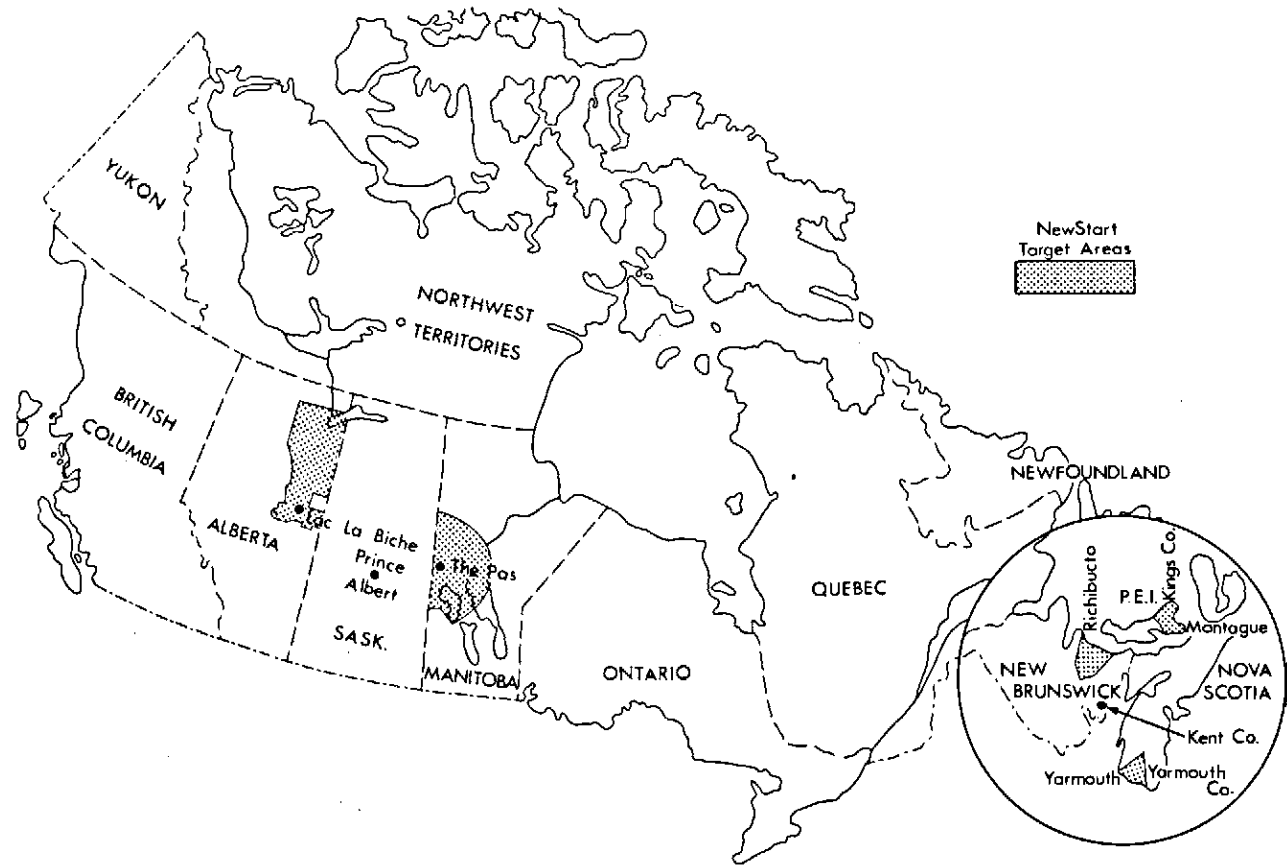 YUKON
NewStart
Target Areas
NORTHWEST
TERRITORIES
BRITISH
COLUMBIA
NEWFOUNDLAND
ALBERTA
Lac La Biche
Prince
Albert
The Pas
SASK.
MANITOBA
ONTARIO
QUEBEC
Richibucto
P.E.I.
Kings Co.
Montague
NEW
BRUNSWICK
NOVA
SCOTIA
Kent Co.
Yarmouth
Yarmouth
Co.